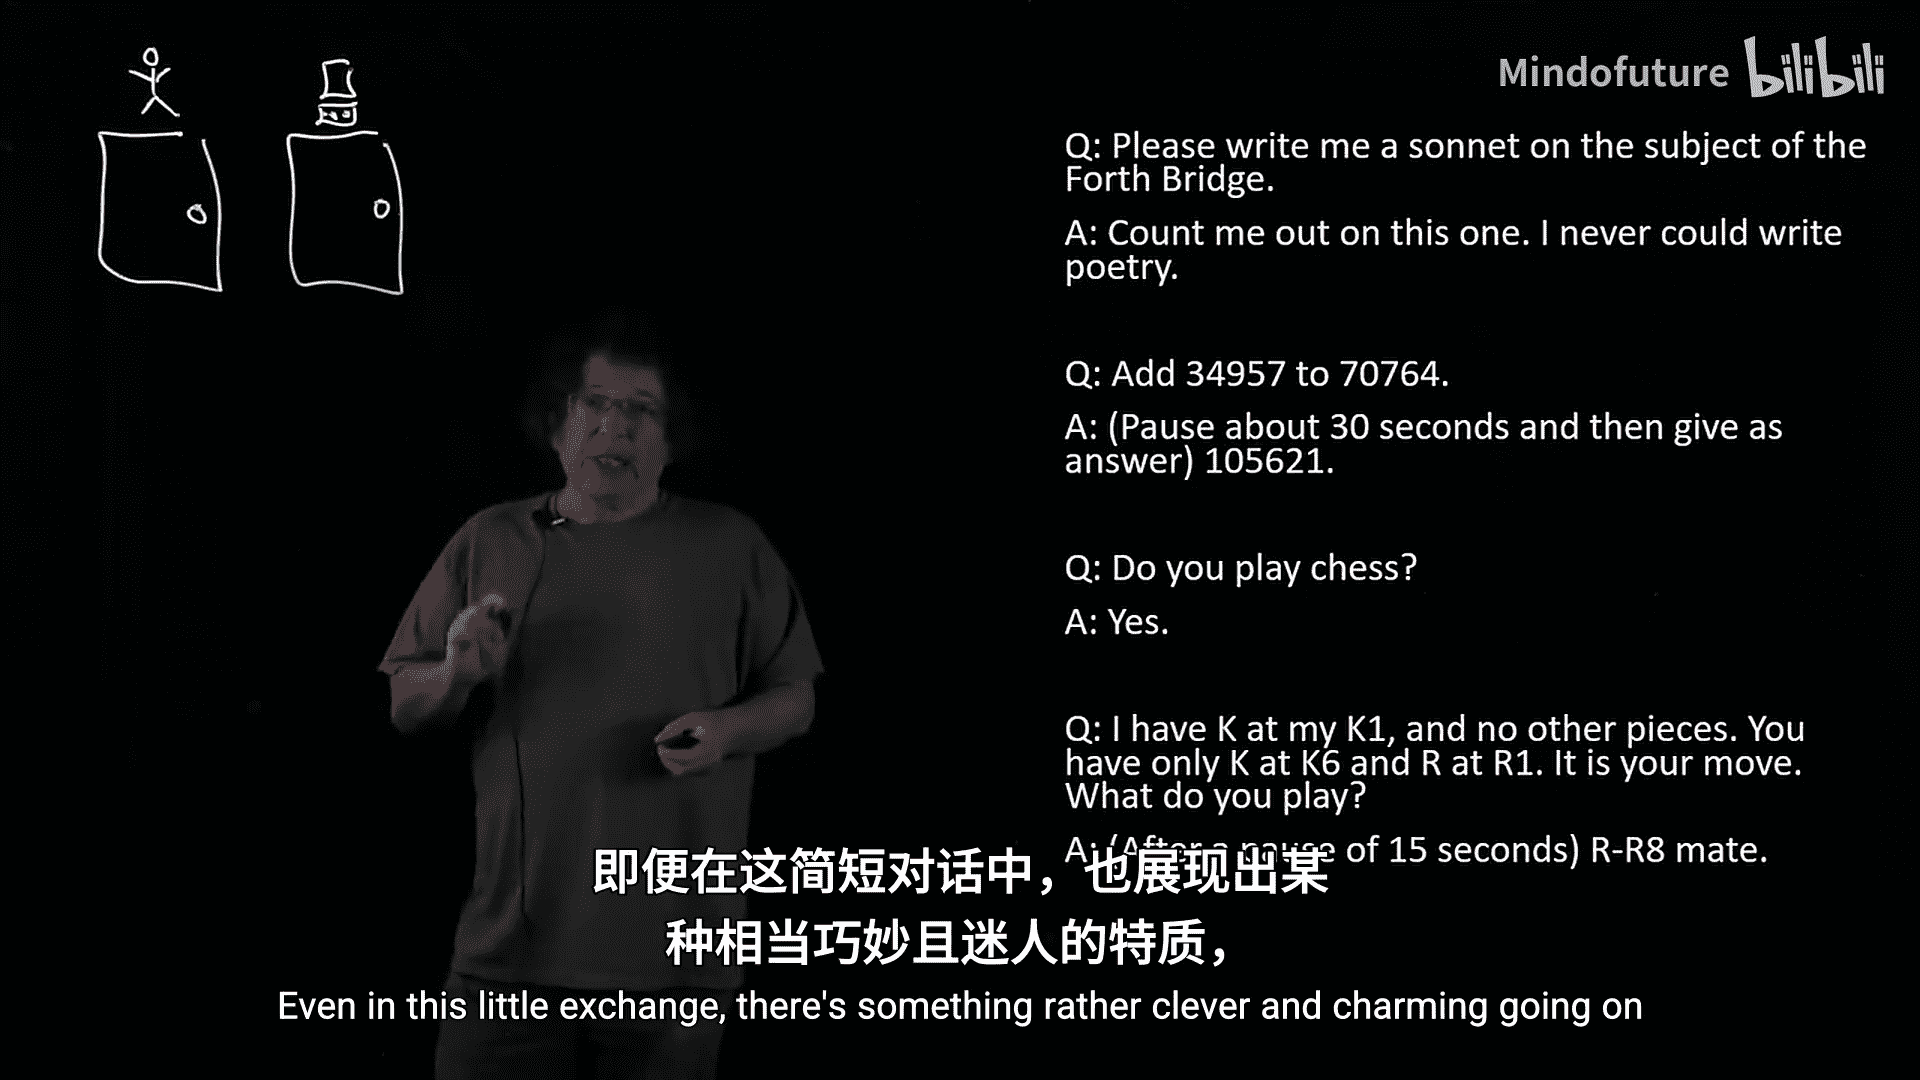 Mindofuture bilibili
Q: Please write me a sonnet on the subject of the
Forth Bridge.
A: Count me out on this one. I never could write
poetry.
Q: Add 34957 to 70764.
A: (Pause about 30 seconds and then give as
answer) 105621.
Q: Do you play chess?
A: Yes.
Q: I have K at my K1, and no other pieces. You
have only K at K6 and R at R1. It is your move.
What do you play?
A: (After a pause of 15 seconds) R-R8 mate.
即便在这简短对话中，也展现出某
种相当巧妙且迷人的特质，
Even in this little exchange, there's something rather clever and charming going on